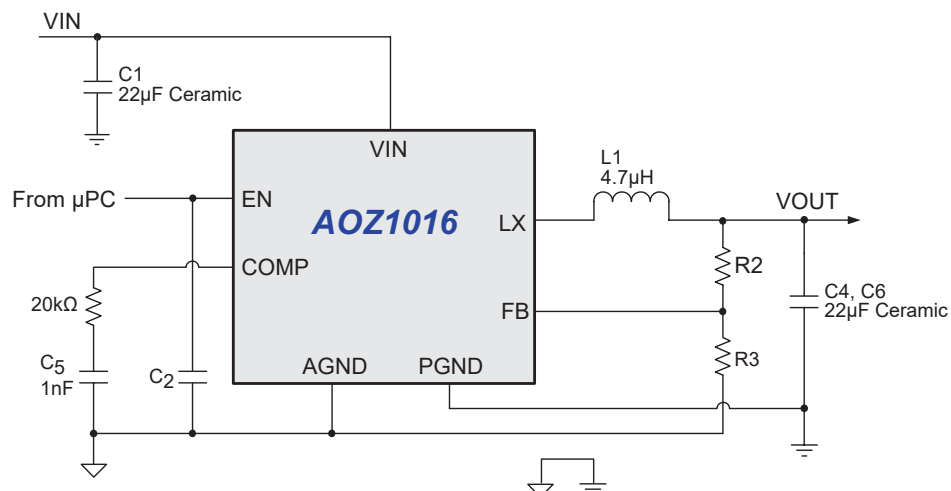 VIN
C1
22µF Ceramic
VIN
L1
4.7µH
From µPC
EN
AOZ1016
LX
VOUT
COMP
R2
20kΩ
FB
C4, C6
22µF Ceramic
R3
C5
1nF
C2
AGND
PGND